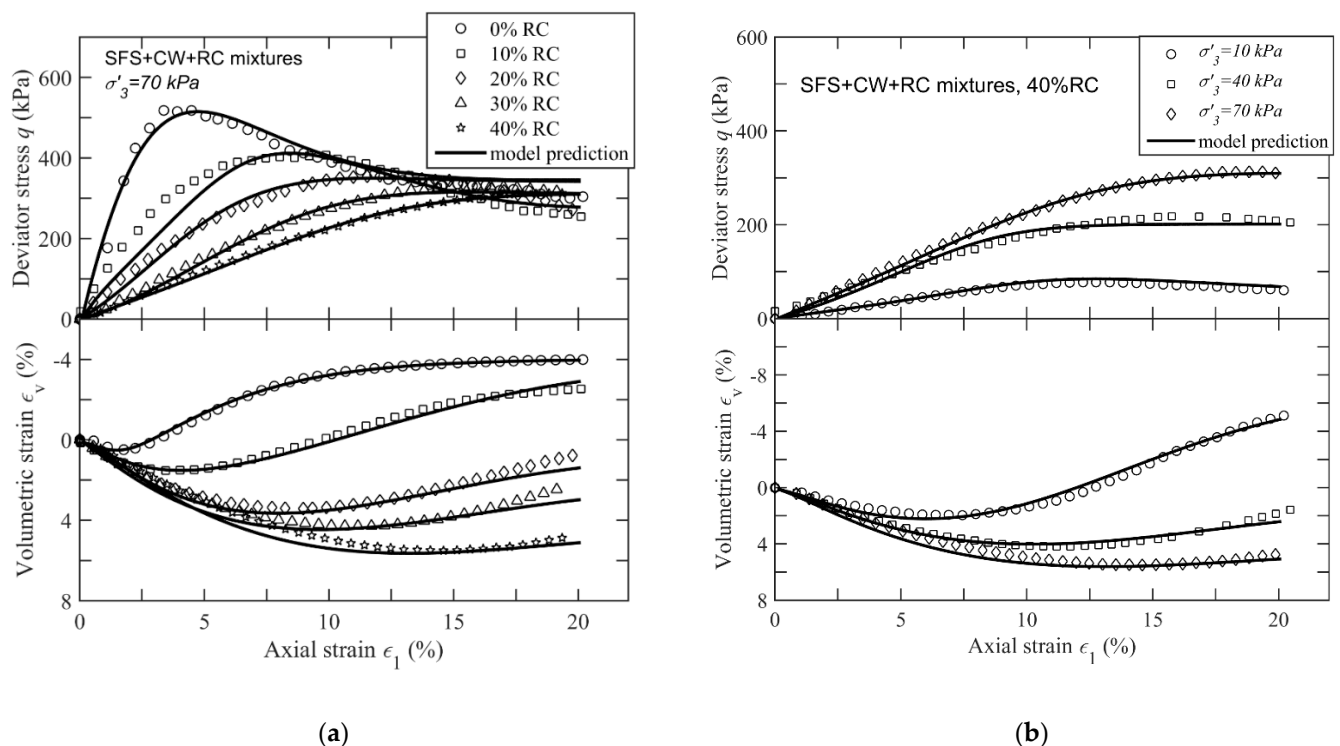 SFS+CW+RC mixtures
σ′3=70 kPa
0% RC
10% RC
20% RC
30% RC
40% RC
model prediction
Deviator stress q (kPa)
600
400
200
0
Volumetric strain ϵv (%)
-4
0
4
8
0 5 10 15 20
Axial strain ϵ1 (%)
(a)
SFS+CW+RC mixtures, 40%RC
σ′3=10 kPa
σ′3=40 kPa
σ′3=70 kPa
model prediction
Deviator stress q (kPa)
600
400
200
0
Volumetric strain ϵv (%)
-8
-4
0
4
8
0 5 10 15 20
Axial strain ϵ1 (%)
(b)